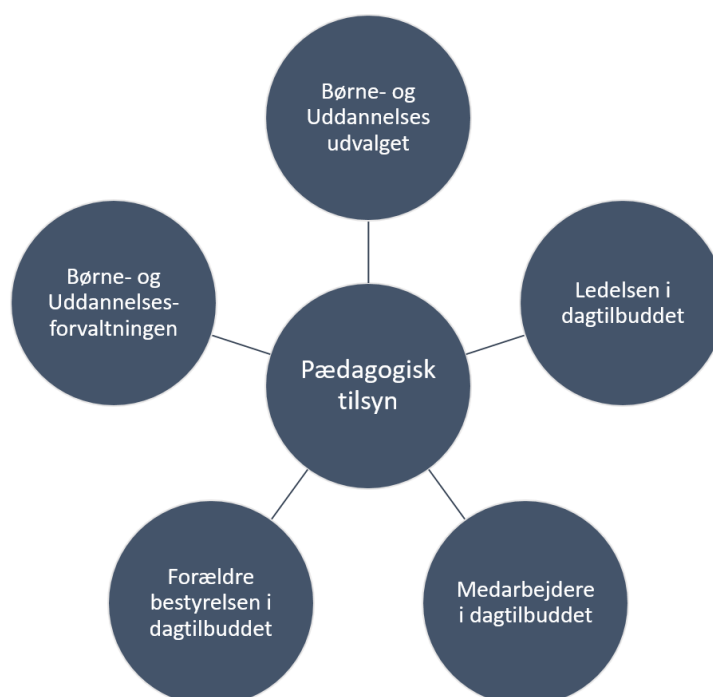 Børne- og
Uddannelses
udvalget
Børne- og
Uddannelses-
forvaltningen
Ledelsen i
dagtilbuddet
Pædagogisk
tilsyn
Forældre
bestyrelsen i
dagtilbuddet
Medarbejdere
i dagtilbuddet